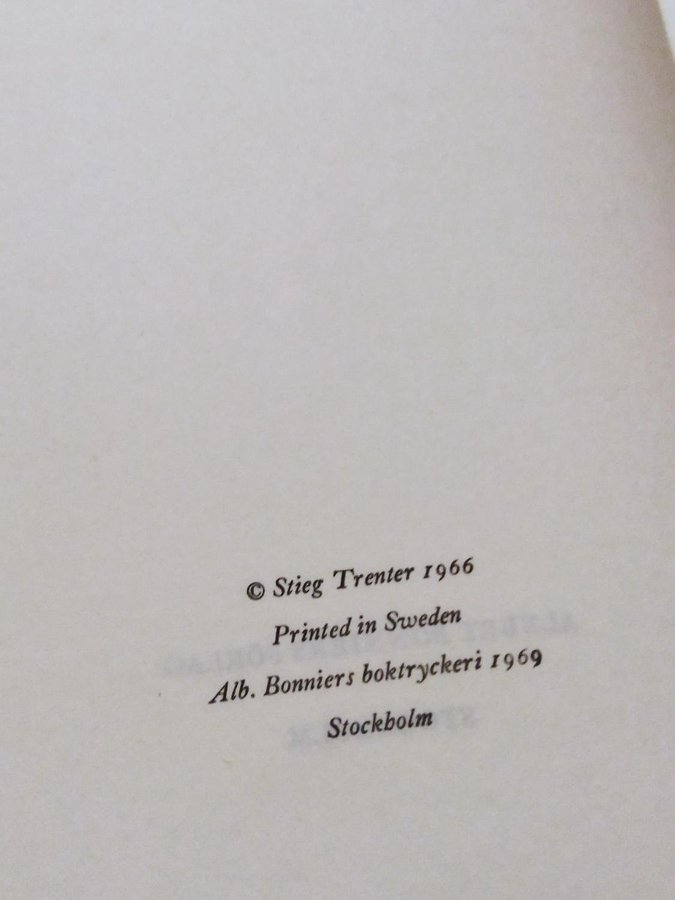 © Stieg Trenter 1966
Printed in Sweden
Alb. Bonniers boktryckeri 1969
Stockholm